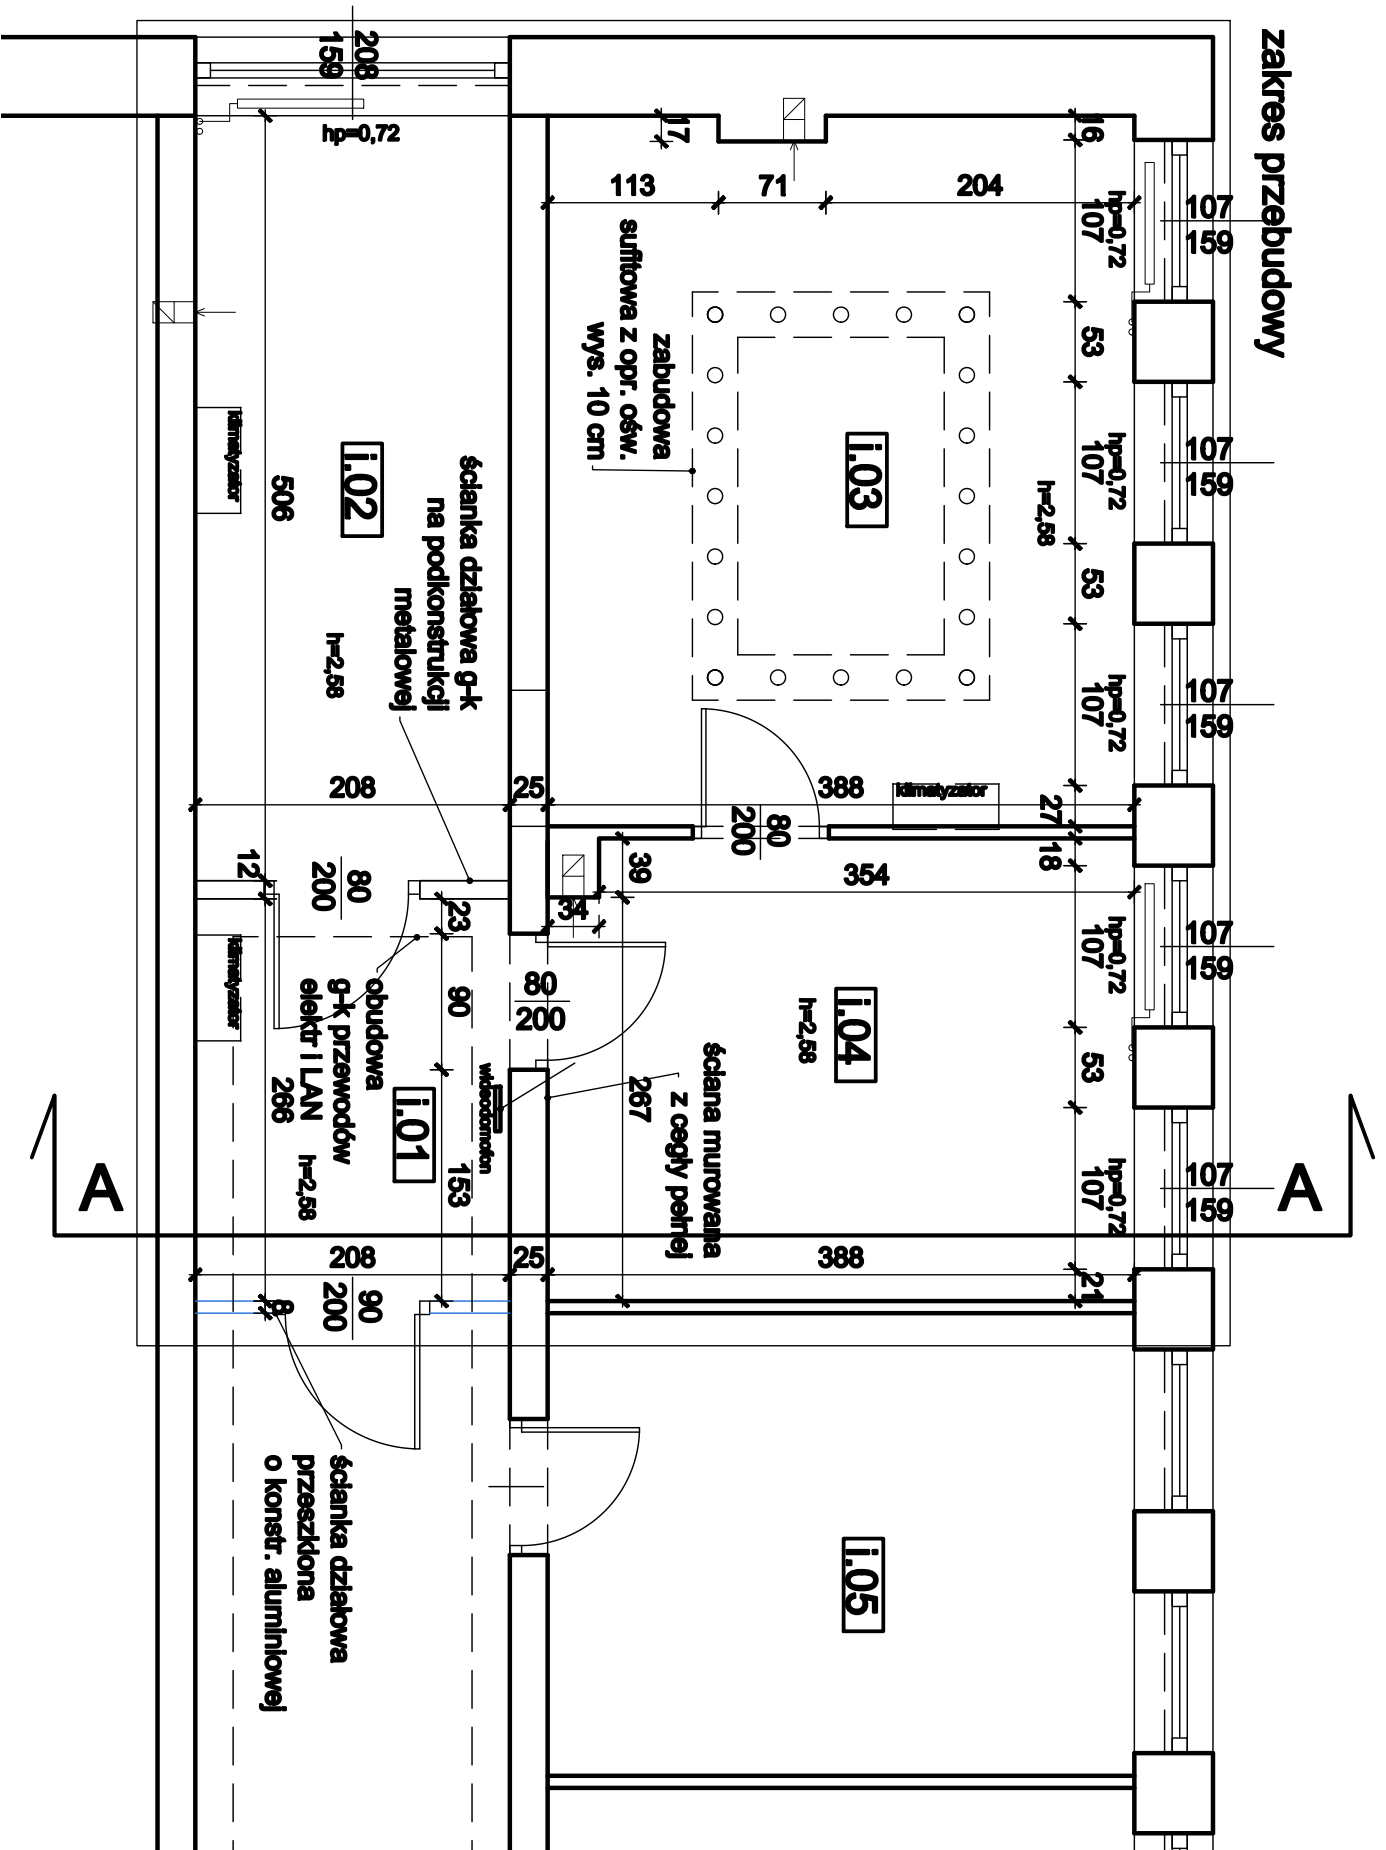 zakres przebudowy
208
159
hp=0,72
17
16
113
71
204
107
159
hp=0,72
107
53
107
159
hp=0,72
107
53
107
159
hp=0,72
107
zabudowa
sufitowa z opr. ośw.
wys. 10 cm
i.03
h=2,58
klimatyzator
506
i.02
h=2,58
ścianka działowa g-k
na podkonstrukcji
metalowej
208
25
388
klimatyzator
80
200
27
18
12
80
200
23
39
34
354
107
159
hp=0,72
107
53
klimatyzator
obudowa
g-k przewodów
elektr i LAN
266
i.01
h=2,58
90
80
200
wideodomofon
153
i.04
h=2,58
267
ściana murowana
z cegły pełnej
107
159
hp=0,72
107
A
A
208
25
388
21
8
90
200
ścianka działowa
przeszklona
o konstr. aluminiowej
i.05